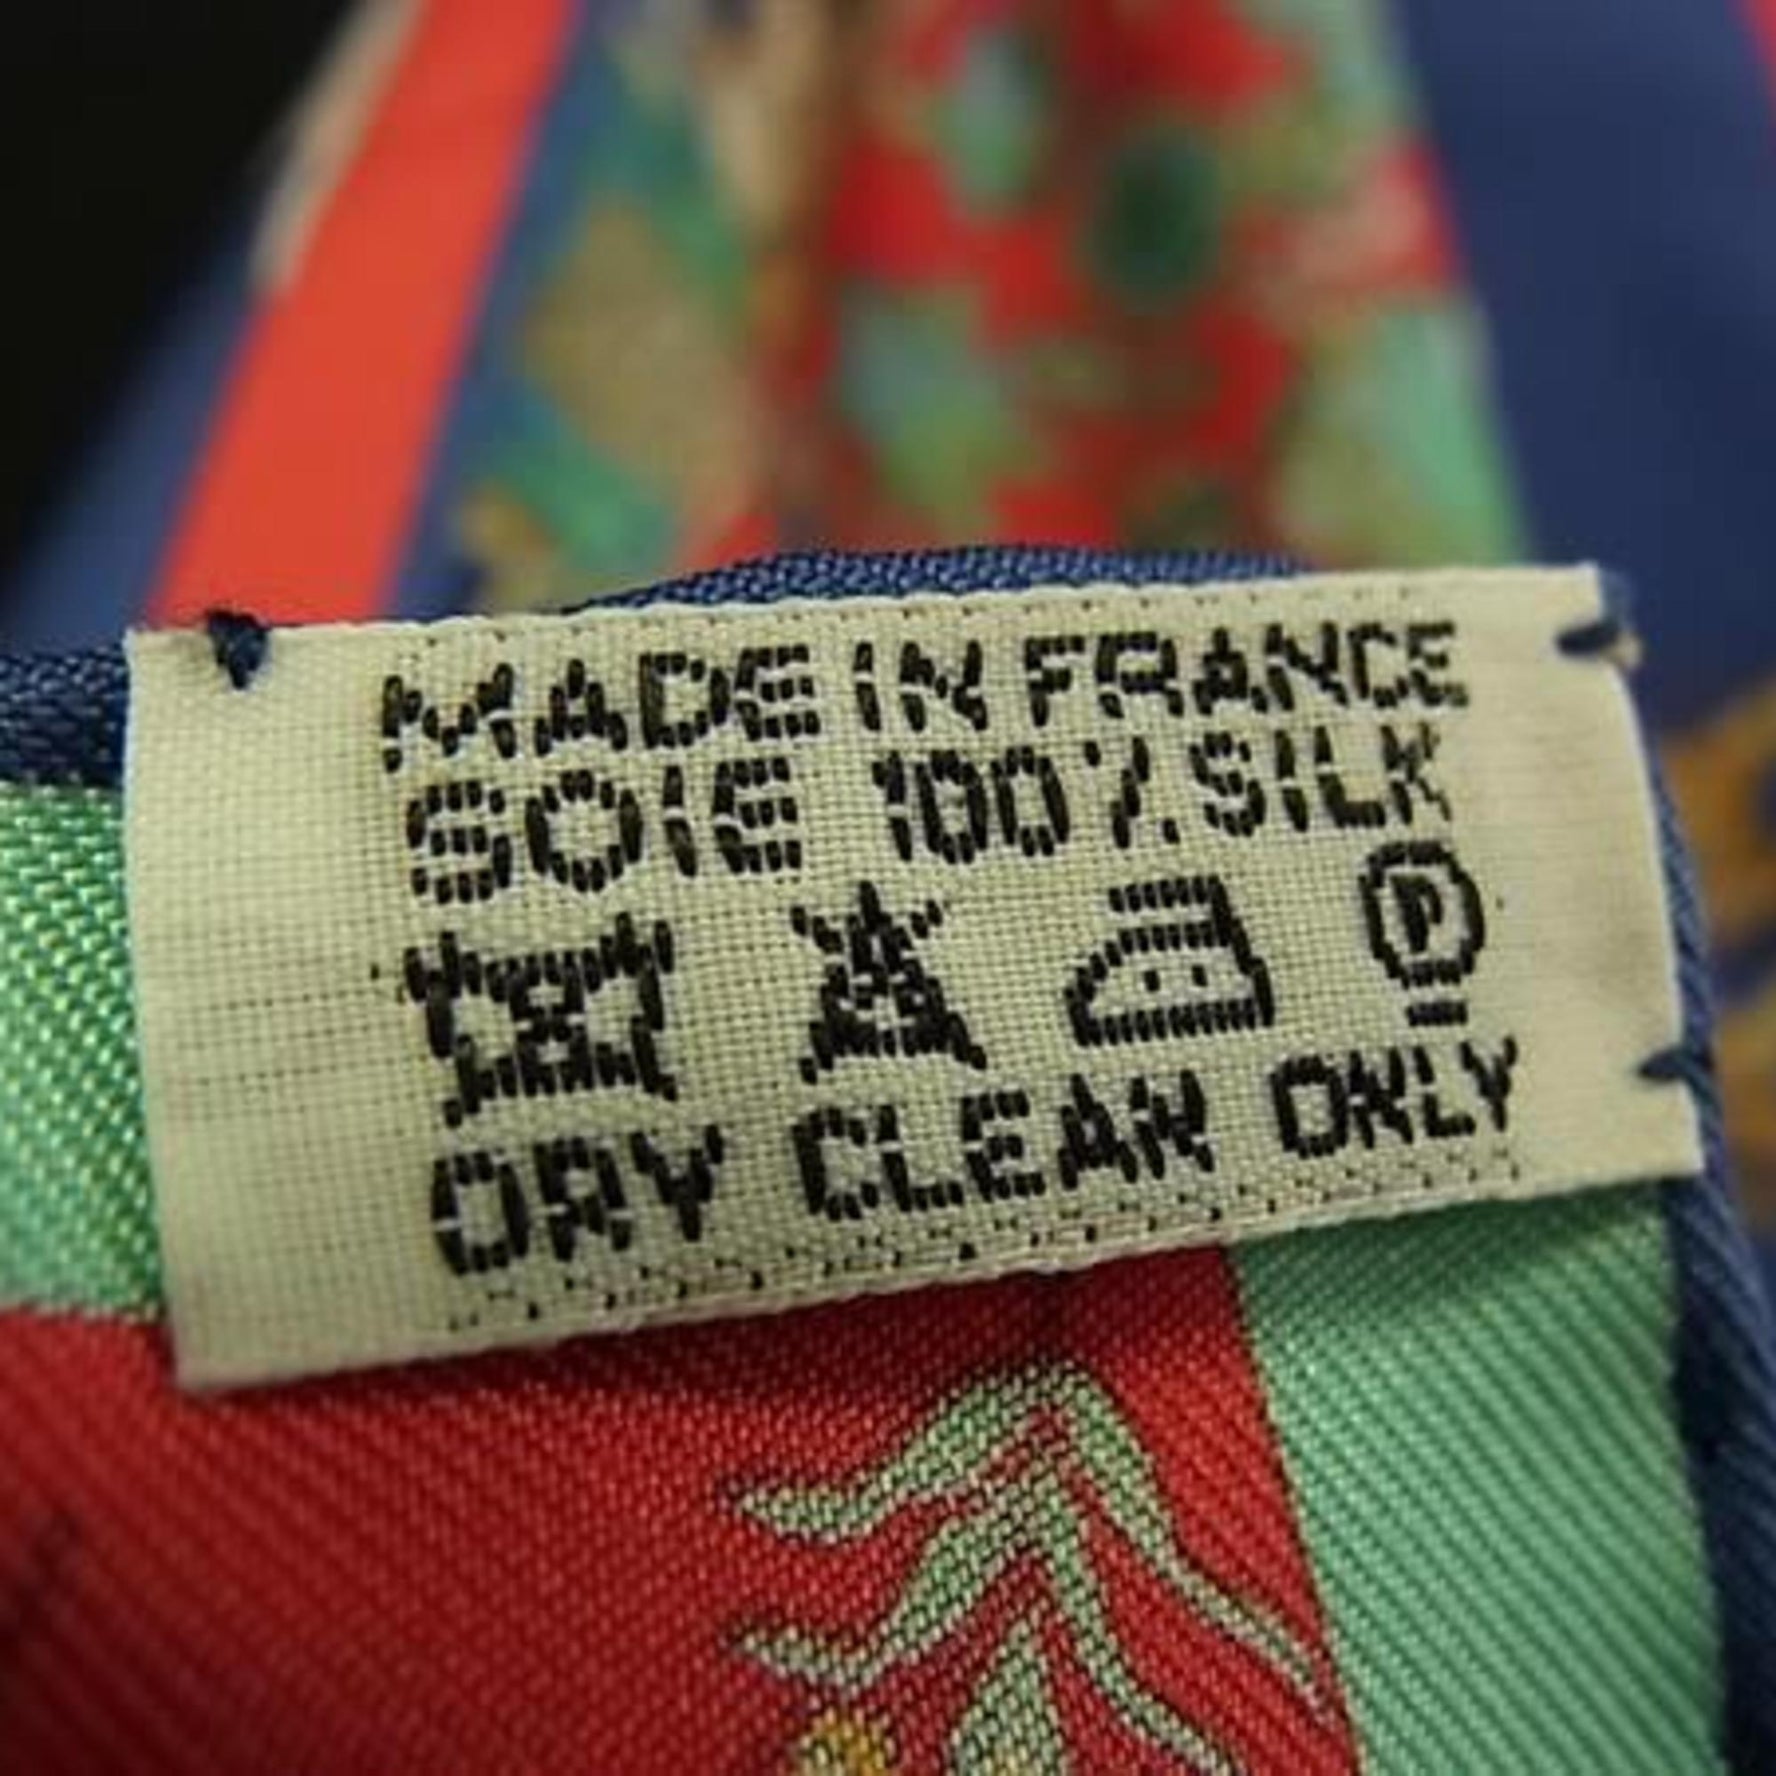 MADE IN FRANCE
SOIE 100% SILK
P
DRY CLEAN ONLY